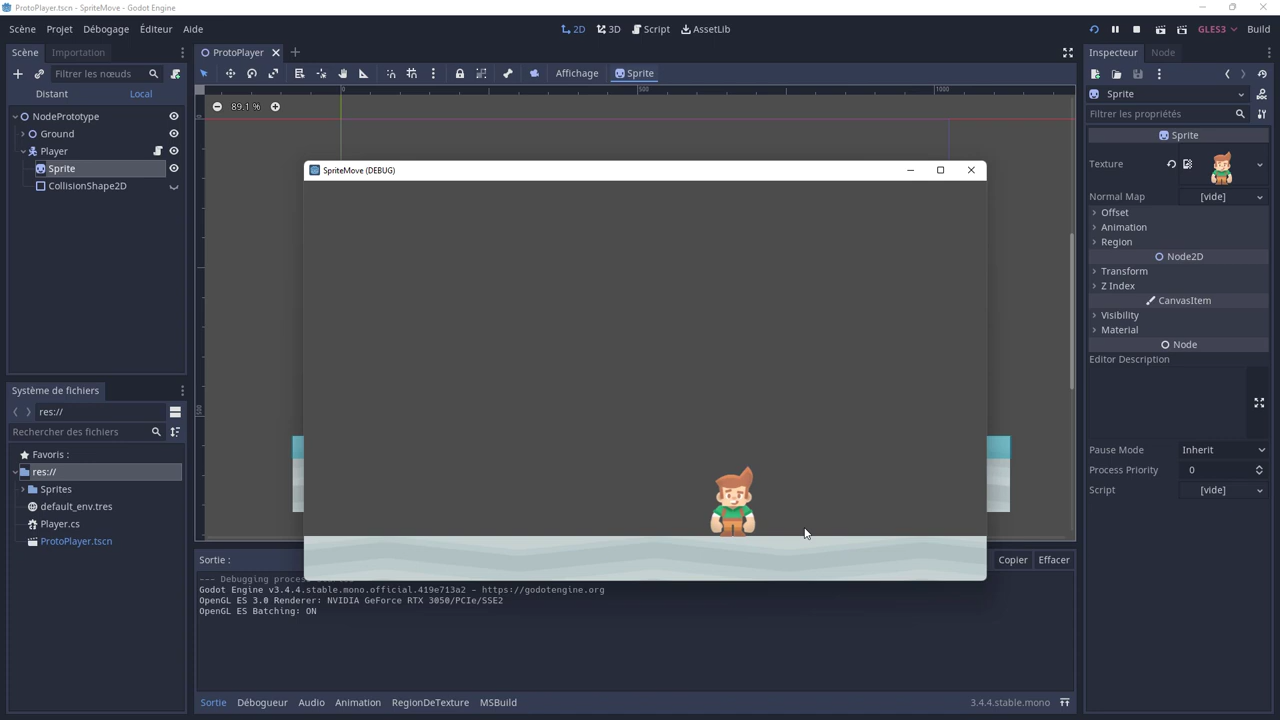 ProtoPlayer.tscn - SpriteMove - Godot Engine
Scène Projet Débogage Éditeur Aide
2D 3D Script AssetLib
GLES3 Build
Scène Importation
Filtrer les nœuds
Distant Local
NodePrototype
Ground
Player
Sprite
CollisionShape2D
Système de fichiers
res://
Rechercher des fichiers
Favoris :
res://
Sprites
default_env.tres
Player.cs
ProtoPlayer.tscn
ProtoPlayer
Affichage Sprite
0 500 1000
89.1 %
SpriteMove (DEBUG)
Sortie :
Copier Effacer
--- Debugging process
Godot Engine v3.4.4.stable.mono.official.419e713a2 - https://godotengine.org
OpenGL ES 3.0 Renderer: NVIDIA GeForce RTX 3050/PCIe/SSE2
OpenGL ES Batching: ON
Sortie Débogueur Audio Animation RegionDeTexture MSBuild
3.4.4.stable.mono
Inspecteur Node
Sprite
Filtrer les propriétés
Sprite
Texture
Normal Map [vide]
Offset
Animation
Region
Node2D
Transform
Z Index
CanvasItem
Visibility
Material
Node
Editor Description
Pause Mode Inherit
Process Priority 0
Script [vide]